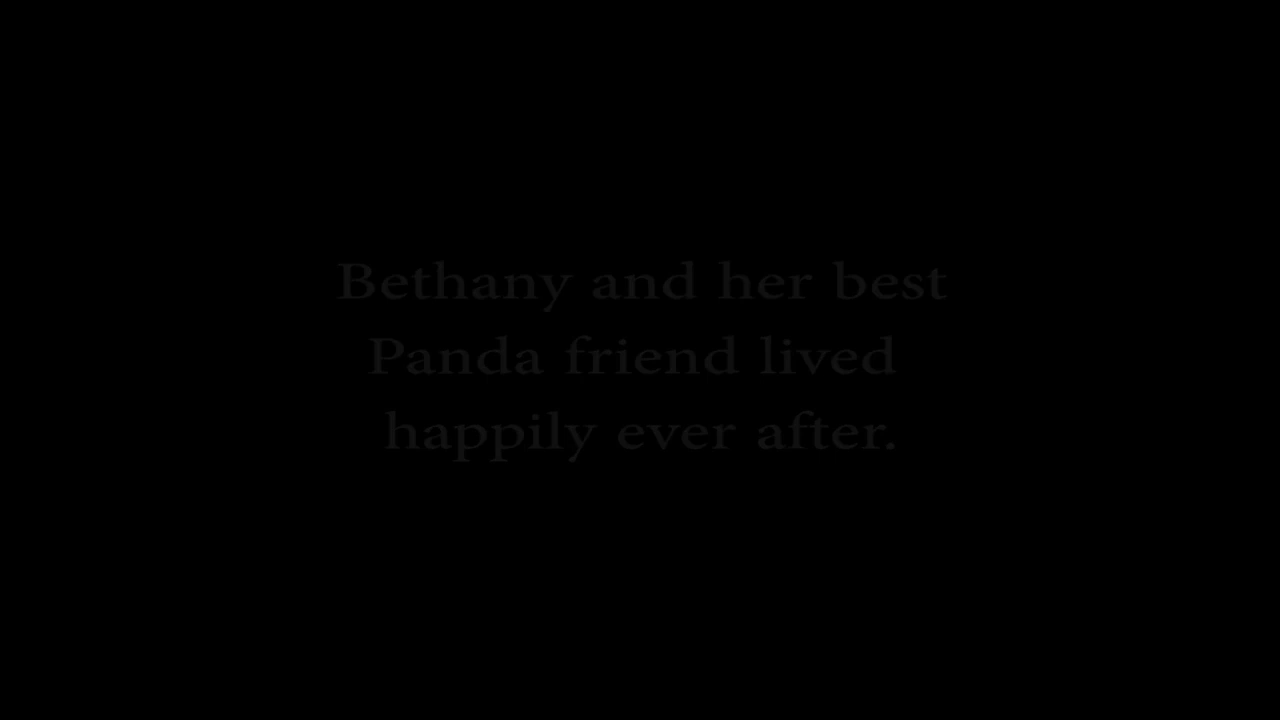 Bethany and her best
Panda friend lived
happily ever after.